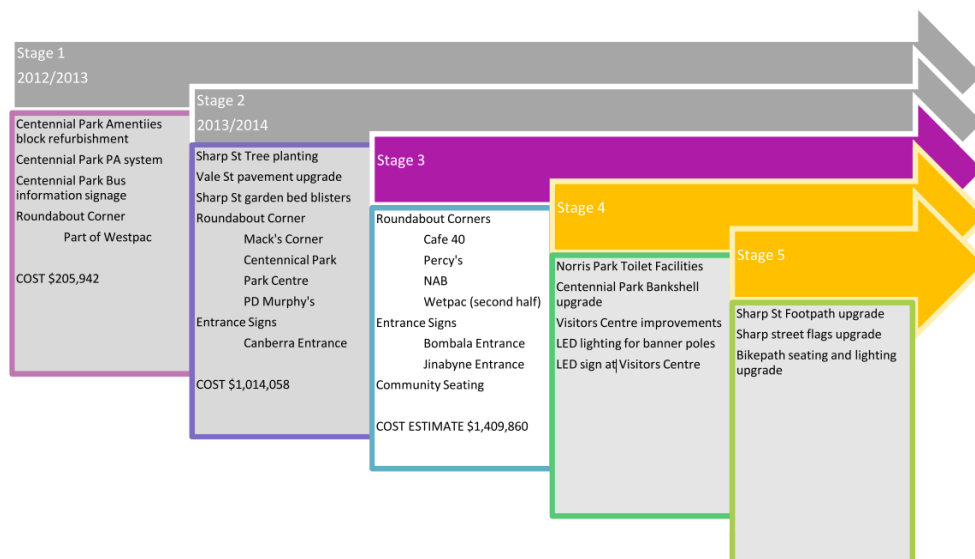 Stage 1
2012/2013
Centennial Park Amentiies
block refurbishment
Centennial Park PA system
Centennial Park Bus
information signage
Roundabout Corner
Part of Westpac
COST $205,942
Stage 2
2013/2014
Sharp St Tree planting
Vale St pavement upgrade
Sharp St garden bed blisters
Roundabout Corner
Mack's Corner
Centennical Park
Park Centre
PD Murphy's
Entrance Signs
Canberra Entrance
COST $1,014,058
Stage 3
Roundabout Corners
Cafe 40
Percy's
NAB
Wetpac (second half)
Entrance Signs
Bombala Entrance
Jinabyne Entrance
Community Seating
COST ESTIMATE $1,409,860
Stage 4
Norris Park Toilet Facilities
Centennial Park Bankshell
upgrade
Visitors Centre improvements
LED lighting for banner poles
LED sign at Visitors Centre
Stage 5
Sharp St Footpath upgrade
Sharp street flags upgrade
Bikepath seating and lighting
upgrade